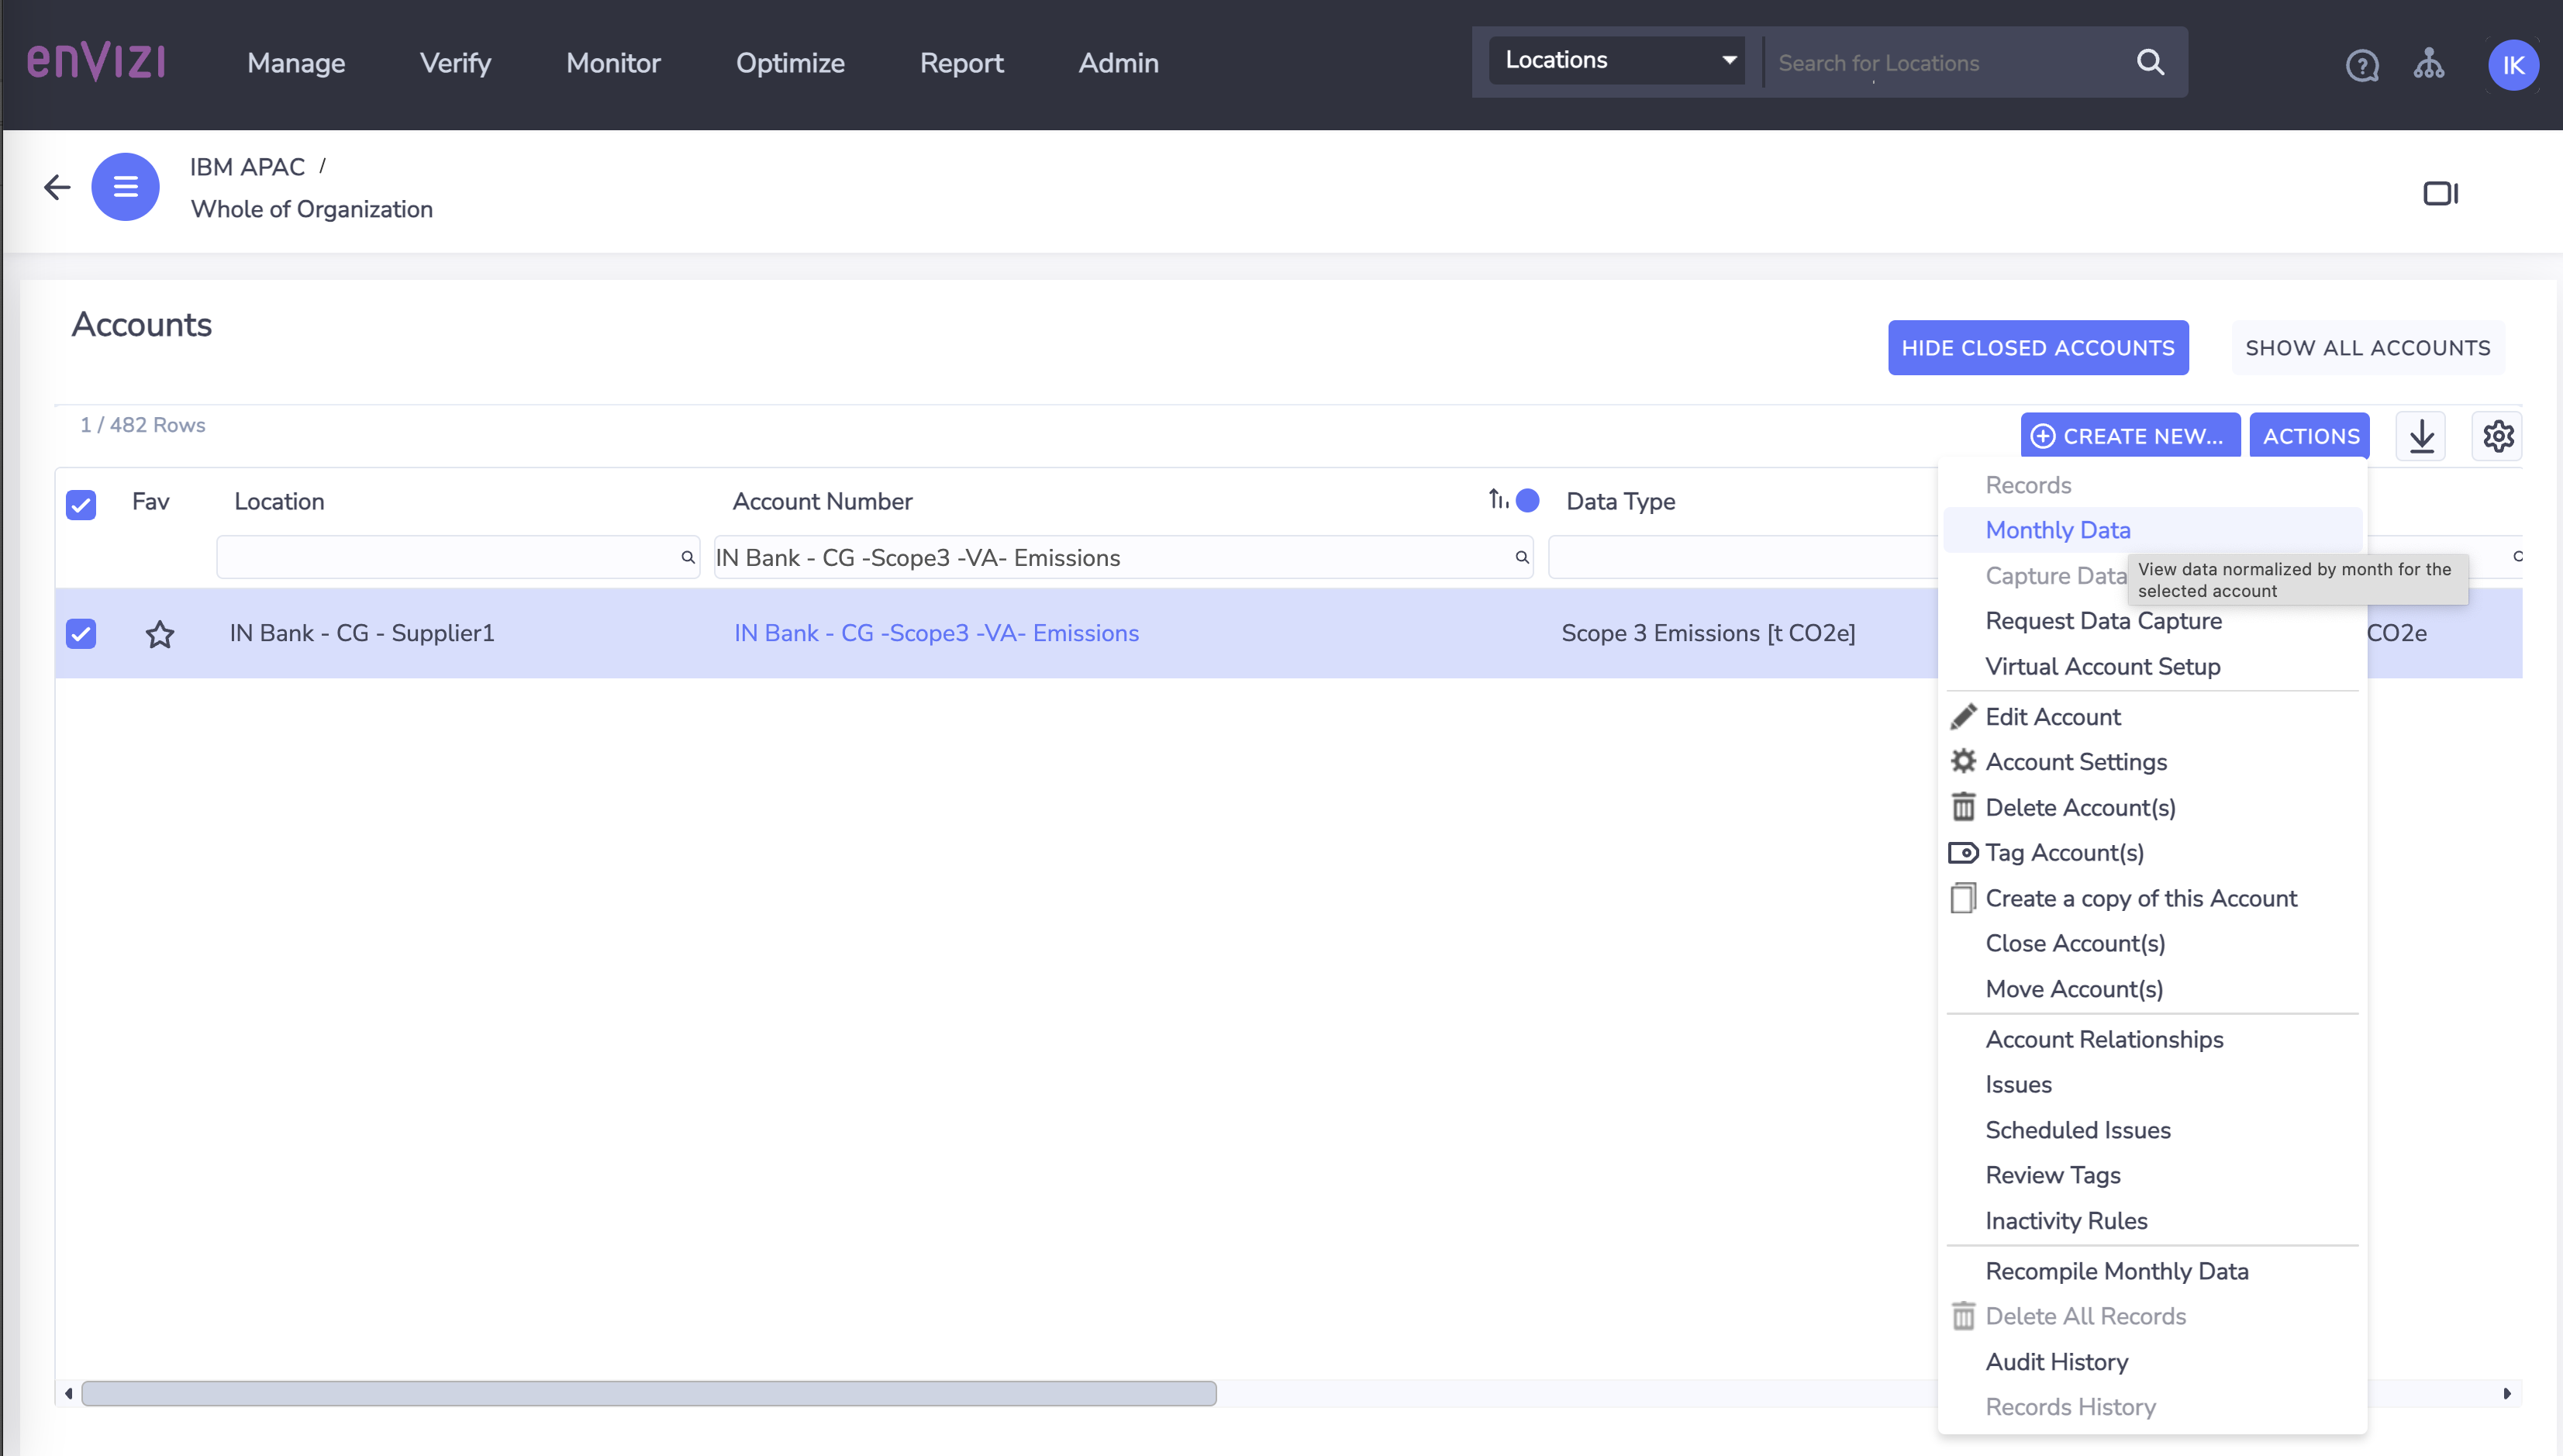 enVizi
Manage
Verify
Monitor
Optimize
Report
Admin
Locations
Search for Locations
IK
IBM APAC /
Whole of Organization
Accounts
HIDE CLOSED ACCOUNTS
SHOW ALL ACCOUNTS
1 / 482 Rows
CREATE NEW...
ACTIONS
Fav
Location
Account Number
Data Type
IN Bank - CG -Scope3 -VA- Emissions
IN Bank - CG - Supplier1
IN Bank - CG -Scope3 -VA- Emissions
Scope 3 Emissions [t CO2e]
CO2e
Records
Monthly Data
Capture Data
View data normalized by month for the
selected account
Request Data Capture
Virtual Account Setup
Edit Account
Account Settings
Delete Account(s)
Tag Account(s)
Create a copy of this Account
Close Account(s)
Move Account(s)
Account Relationships
Issues
Scheduled Issues
Review Tags
Inactivity Rules
Recompile Monthly Data
Delete All Records
Audit History
Records History